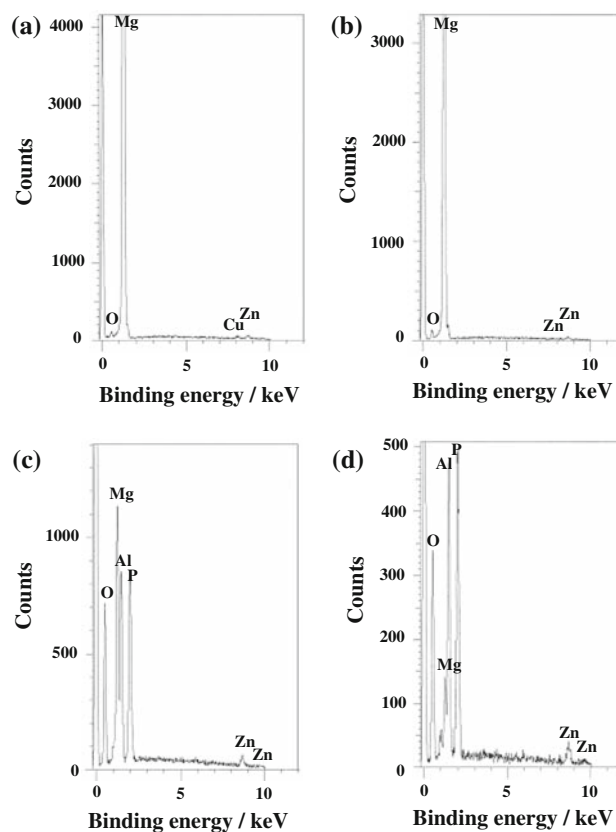 (a)
Mg
4000
3000
2000
1000
0
O
Cu
Zn
0 5 10
Counts
Binding energy / keV
(b)
Mg
3000
2000
1000
0
O
Zn
Zn
0 5 10
Counts
Binding energy / keV
(c)
Mg
1000
500
0
O
Al
P
Zn
Zn
0 5 10
Counts
Binding energy / keV
(d)
P
Al
500
400
300
200
100
0
O
Mg
Zn
Zn
0 5 10
Counts
Binding energy / keV